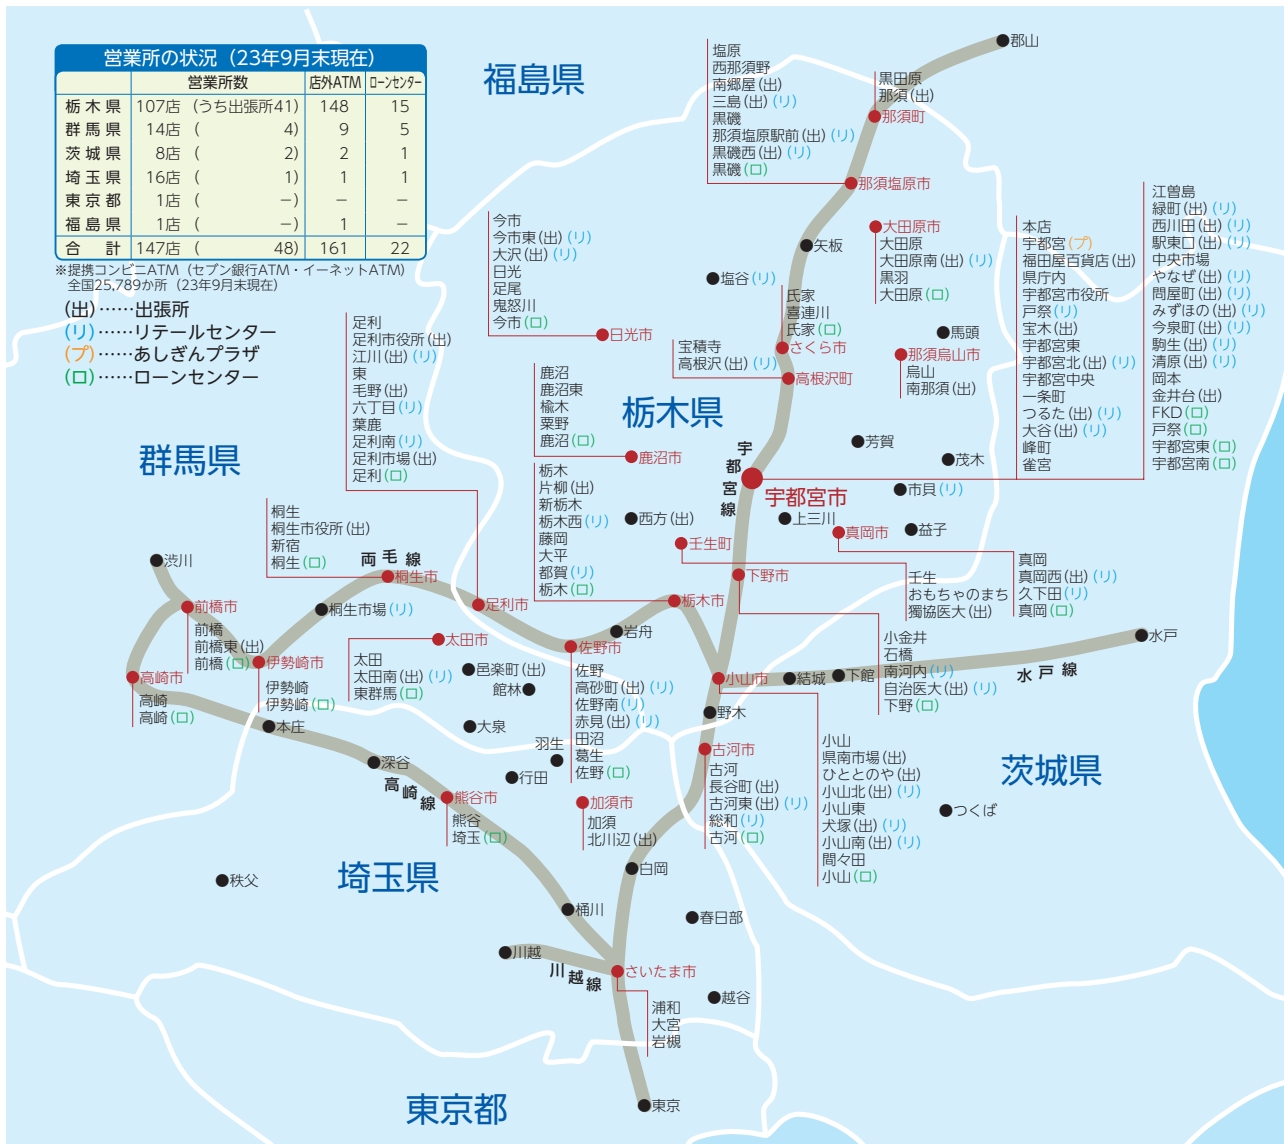 営業所の状況（23年9月末現在）
営業所数 店外ATM ローンセンター
栃木県 107店（うち出張所41） 148 15
群馬県 14店（ 4） 9 5
茨城県 8店（ 2） 2 1
埼玉県 16店（ 1） 1 1
東京都 1店（ −） − −
福島県 1店（ −） 1 −
合計 147店（ 48） 161 22
※提携コンビニATM（セブン銀行ATM・イーネットATM）
全国25,789か所（23年9月末現在）
(出)……出張所
(リ)……リテールセンター
(プ)……あしぎんプラザ
(ロ)……ローンセンター
福島県
郡山
黒田原
那須(出)
那須町
塩原
西那須野
南郷屋(出)
三島(出)(リ)
黒磯
那須塩原駅前(出)(リ)
黒磯西(出)(リ)
黒磯(ロ)
那須塩原市
矢板
塩谷(リ)
大田原市
大田原
大田原南(出)(リ)
黒羽
大田原(ロ)
馬頭
那須烏山市
烏山
南那須(出)
今市
今市東(出)(リ)
大沢(出)(リ)
日光
足尾
鬼怒川
今市(ロ)
日光市
氏家
喜連川
氏家(ロ)
さくら市
宝積寺
高根沢(出)(リ)
高根沢町
本店
宇都宮(プ)
福田屋百貨店(出)
県庁内
宇都宮市役所
戸祭(リ)
宝木(出)
宇都宮東
宇都宮北(出)(リ)
宇都宮中央
一条町
つるた(出)(リ)
大谷(出)(リ)
峰町
雀宮
江曽島
緑町(出)(リ)
西川田(出)(リ)
駅東口(出)(リ)
中央市場
やなぜ(出)(リ)
問屋町(出)(リ)
みずほの(出)(リ)
今泉町(出)(リ)
駒生(出)(リ)
清原(出)(リ)
岡本
金井台(出)
FKD(ロ)
戸祭(ロ)
宇都宮東(ロ)
宇都宮南(ロ)
宇都宮市
宇都宮線
栃木県
鹿沼
鹿沼東
楡木
粟野
鹿沼(ロ)
鹿沼市
芳賀
茂木
市貝(リ)
益子
上三川
西方(出)
真岡市
真岡
真岡西(出)(リ)
久下田(リ)
真岡(ロ)
壬生町
壬生
おもちゃのまち
獨協医大(出)
栃木
片柳(出)
新栃木
栃木西(リ)
藤岡
大平
都賀(リ)
栃木(ロ)
栃木市
下野市
小金井
石橋
南河内(リ)
自治医大(出)(リ)
下野(ロ)
足利
足利市役所(出)
江川(出)(リ)
東
毛野(出)
六丁目(リ)
葉鹿
足利南(リ)
足利市場(出)
足利(ロ)
足利市
群馬県
桐生
桐生市役所(出)
新宿
桐生(ロ)
桐生市
両毛線
渋川
前橋市
前橋
前橋東(出)
前橋(ロ)
桐生市場(リ)
伊勢崎市
伊勢崎
伊勢崎(ロ)
高崎市
高崎
高崎(ロ)
太田市
太田
太田南(出)(リ)
東群馬(ロ)
邑楽町(出)
館林
大泉
岩舟
佐野市
佐野
高砂町(出)(リ)
佐野南(リ)
赤見(出)(リ)
田沼
葛生
佐野(ロ)
小山市
小山
県南市場(出)
ひととのや(出)
小山北(出)(リ)
小山東
犬塚(出)(リ)
小山南(出)(リ)
間々田
小山(ロ)
結城
下館
水戸線
水戸
野木
茨城県
つくば
古河市
古河
長谷町(出)
古河東(出)(リ)
総和(リ)
古河(ロ)
本庄
深谷
高崎線
熊谷市
熊谷
埼玉(ロ)
羽生
行田
加須市
加須
北川辺(出)
埼玉県
秩父
白岡
桶川
春日部
川越
川越線
さいたま市
浦和
大宮
岩槻
越谷
東京都
東京